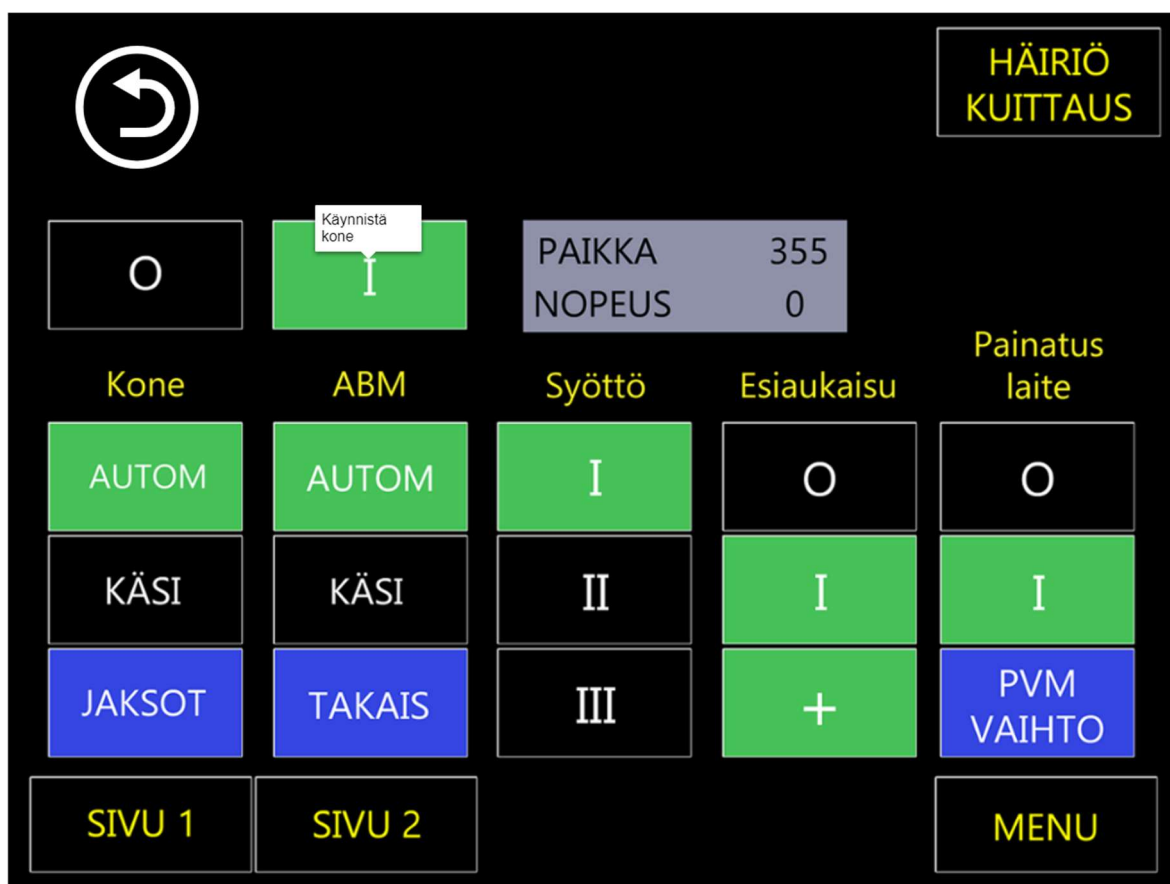 HÄIRIÖ
KUITTAUS
Käynnistä
kone
O
I
PAIKKA 355
NOPEUS 0
Kone
ABM
Syöttö
Esiaukaisu
Painatus
laite
AUTOM
AUTOM
I
O
O
KÄSI
KÄSI
II
I
I
JAKSOT
TAKAIS
III
+
PVM
VAIHTO
SIVU 1
SIVU 2
MENU